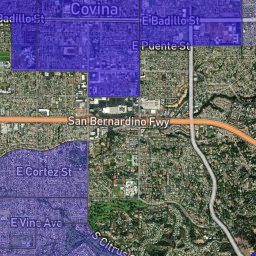 Covina
Badillo St
E Badillo St
E Puente St
San Bernardino Fwy
E Cortez St
E Vine Ave
S Citrus